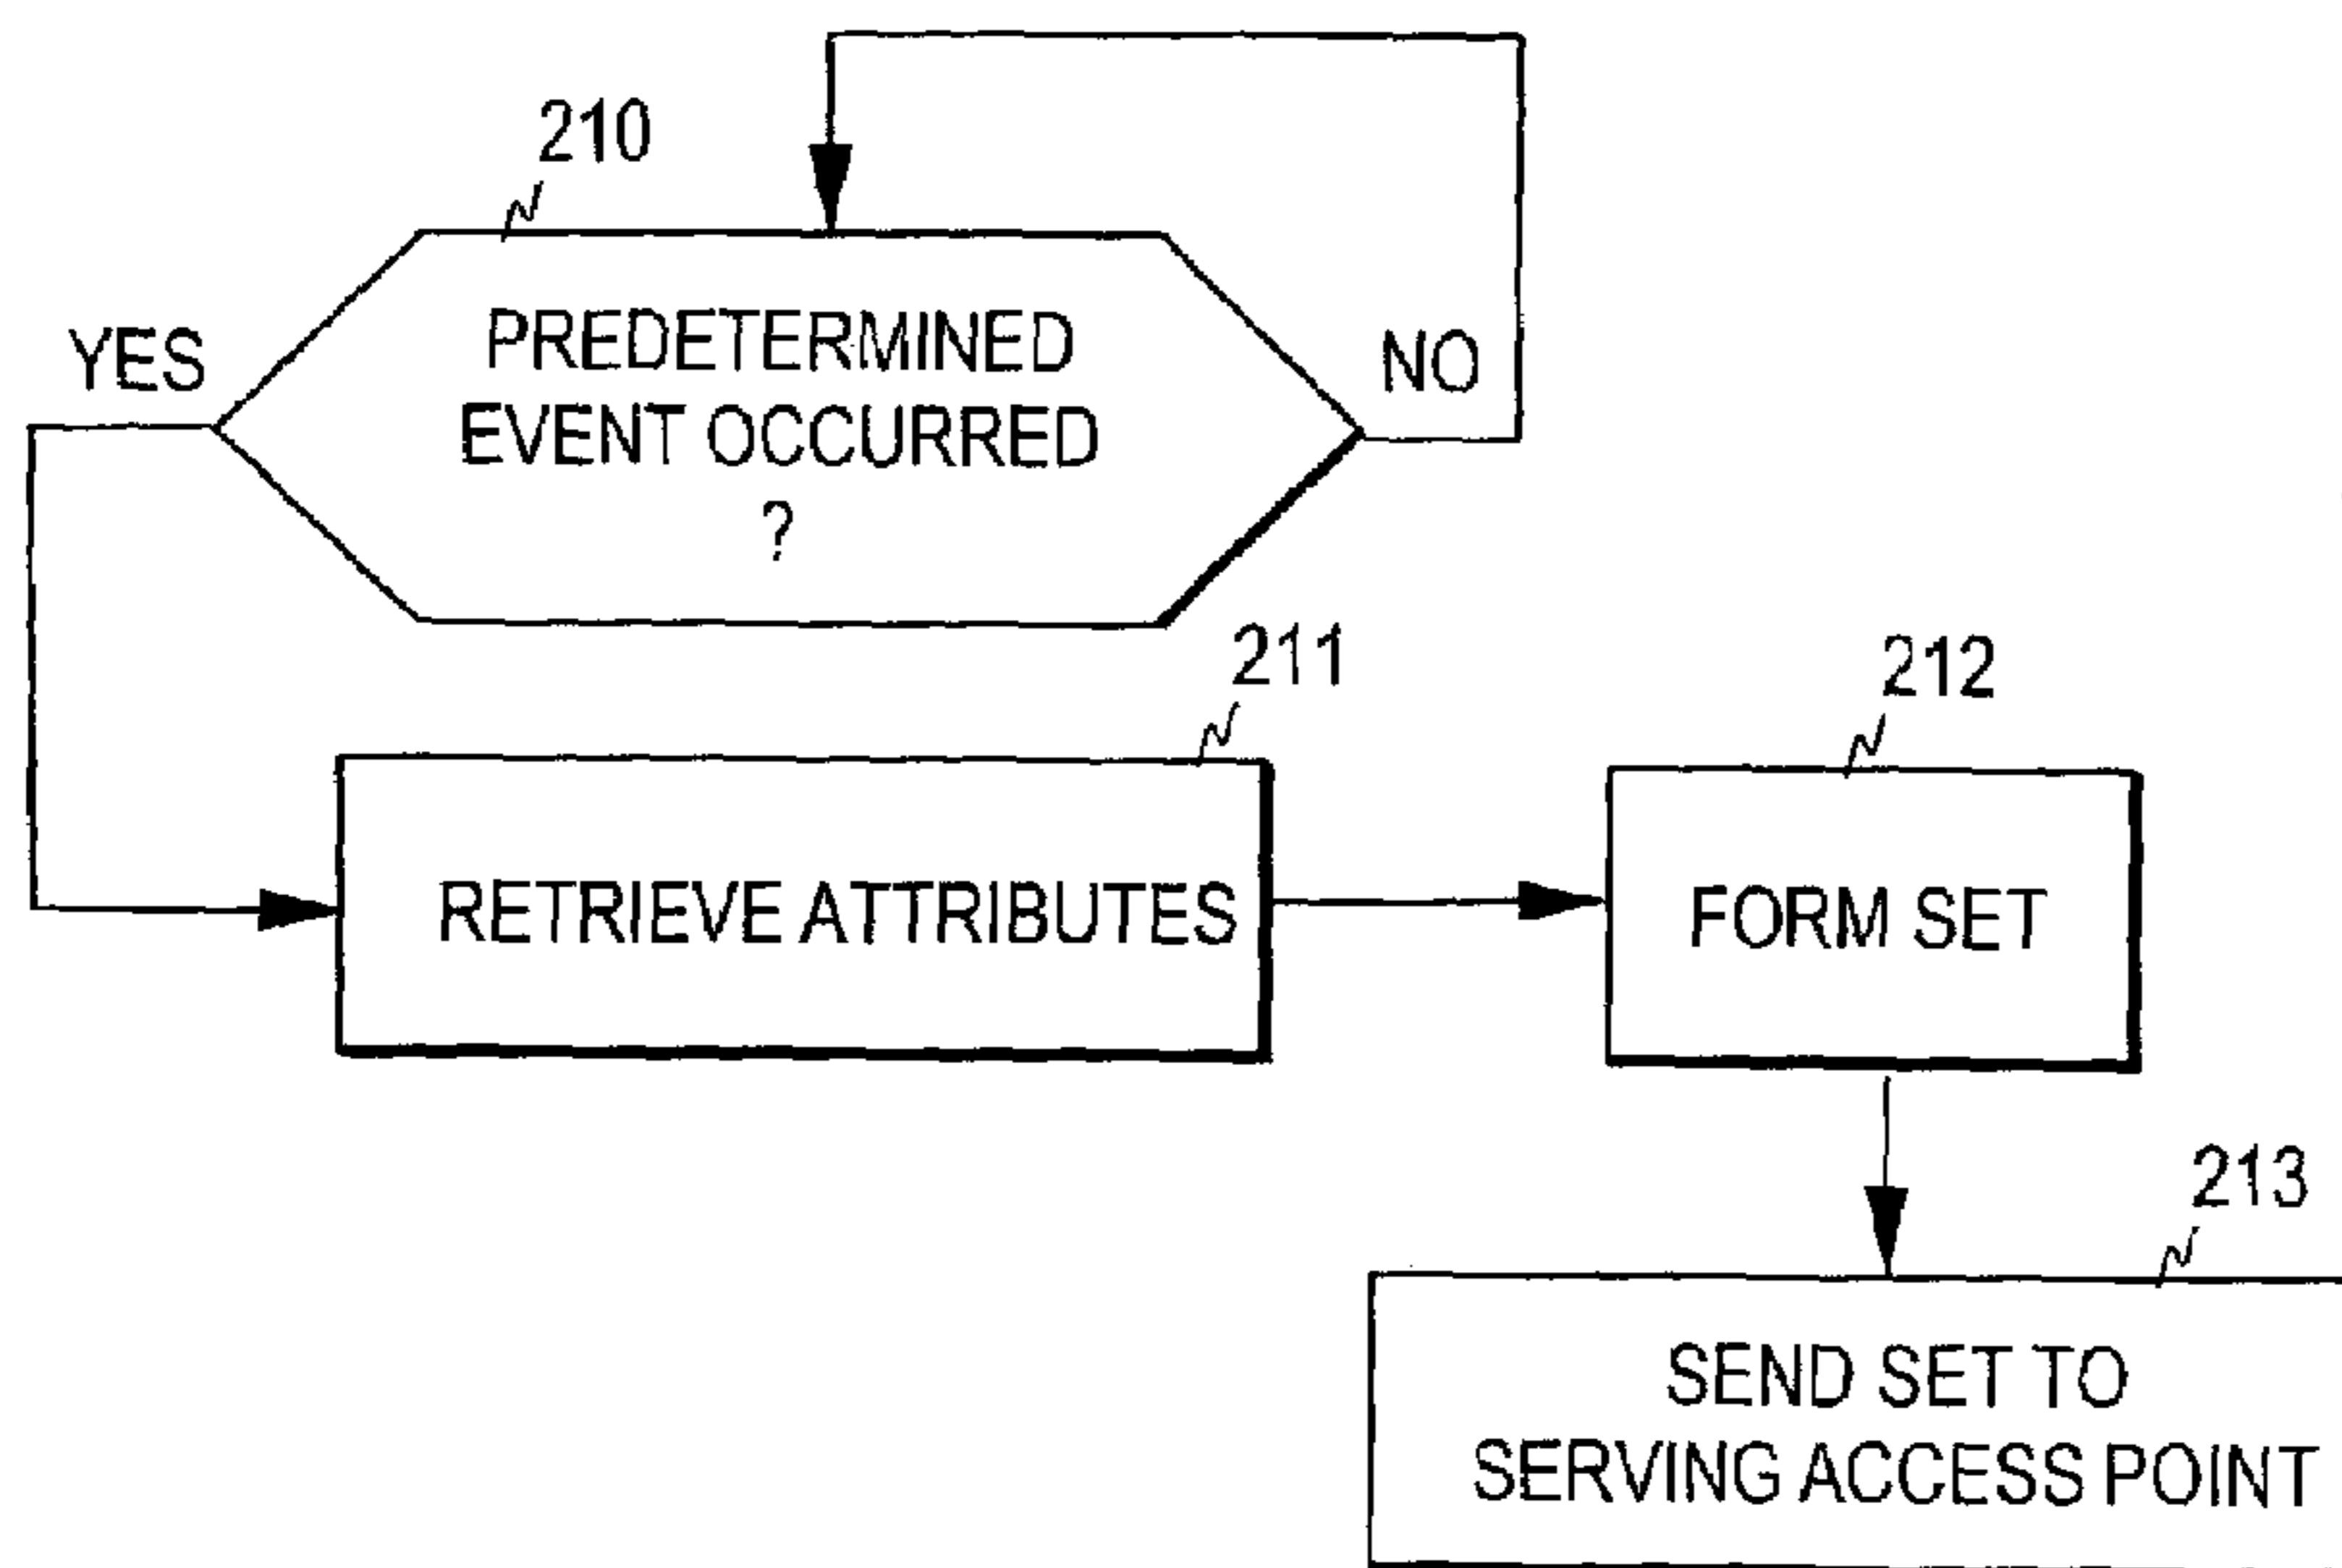 210
YES
PREDETERMINED
EVENT OCCURRED
?
NO
211
RETRIEVE ATTRIBUTES
212
FORM SET
213
SEND SET TO
SERVING ACCESS POINT